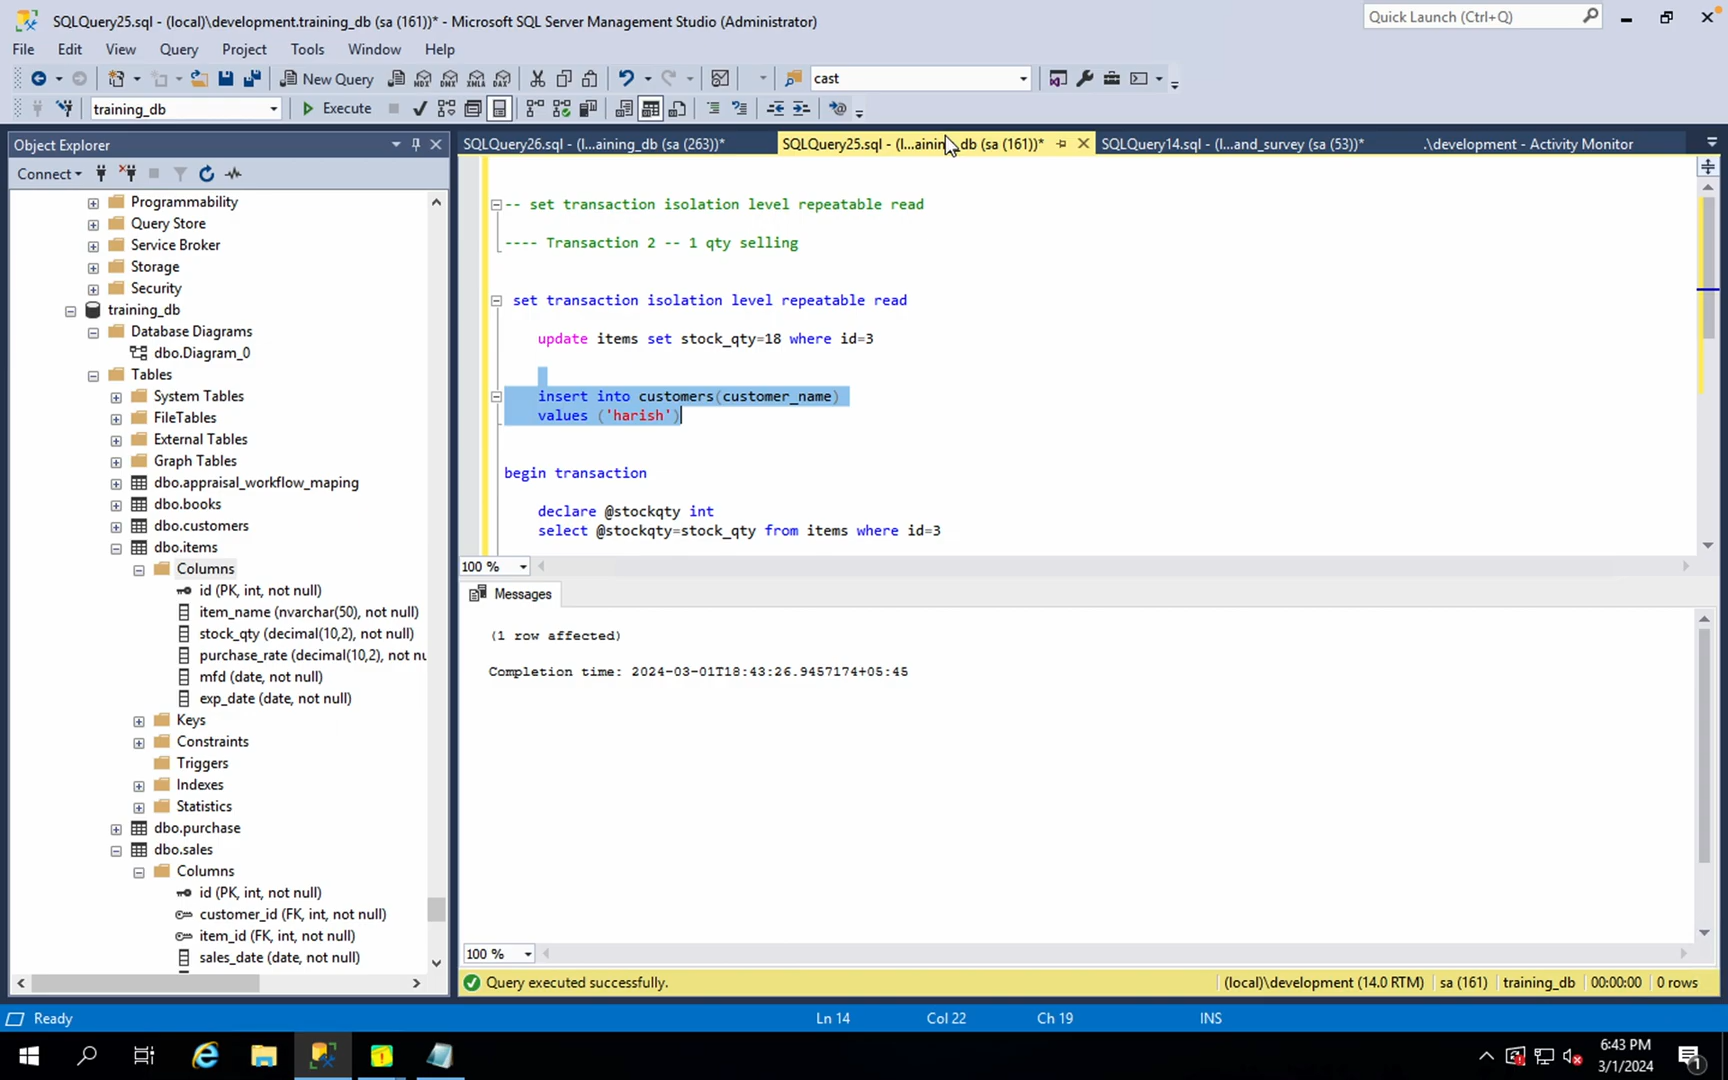 SQLQuery25.sql - (local)\development.training_db (sa (161))* - Microsoft SQL Server Management Studio (Administrator)
Quick Launch (Ctrl+Q)
File Edit View Query Project Tools Window Help
New Query
MDX DMX XMLA DAX
cast
training_db
Execute
Object Explorer
SQLQuery26.sql - (l...aining_db (sa (263))*
SQLQuery25.sql - (l...aining_db (sa (161))*
SQLQuery14.sql - (l...and_survey (sa (53))*
.\development - Activity Monitor
Connect
Programmability
Query Store
Service Broker
Storage
Security
training_db
Database Diagrams
dbo.Diagram_0
Tables
System Tables
FileTables
External Tables
Graph Tables
dbo.appraisal_workflow_maping
dbo.books
dbo.customers
dbo.items
Columns
id (PK, int, not null)
item_name (nvarchar(50), not null)
stock_qty (decimal(10,2), not null)
purchase_rate (decimal(10,2), not nu
mfd (date, not null)
exp_date (date, not null)
Keys
Constraints
Triggers
Indexes
Statistics
dbo.purchase
dbo.sales
Columns
id (PK, int, not null)
customer_id (FK, int, not null)
item_id (FK, int, not null)
sales_date (date, not null)
-- set transaction isolation level repeatable read
---- Transaction 2 -- 1 qty selling
set transaction isolation level repeatable read
update items set stock_qty=18 where id=3
insert into customers(customer_name)
values ('harish')
begin transaction
declare @stockqty int
select @stockqty=stock_qty from items where id=3
100 %
Messages
(1 row affected)
Completion time: 2024-03-01T18:43:26.9457174+05:45
100 %
Query executed successfully.
(local)\development (14.0 RTM) sa (161) training_db 00:00:00 0 rows
Ready
Ln 14
Col 22
Ch 19
INS
6:43 PM
3/1/2024
1